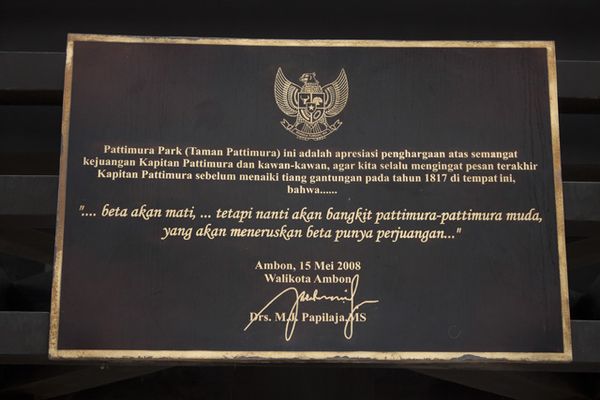 Pattimura Park (Taman Pattimura) ini adalah apresiasi penghargaan atas semangat
kejuangan Kapitan Pattimura dan kawan-kawan, agar kita selalu mengingat pesan terakhir
Kapitan Pattimura sebelum menaiki tiang gantungan pada tahun 1817 di tempat ini,
bahwa......
".... beta akan mati, ... tetapi nanti akan bangkit pattimura-pattimura muda,
yang akan meneruskan beta punya perjuangan..."
Ambon, 15 Mei 2008
Walikota Ambon
Drs. M.J. Papilaja,MS